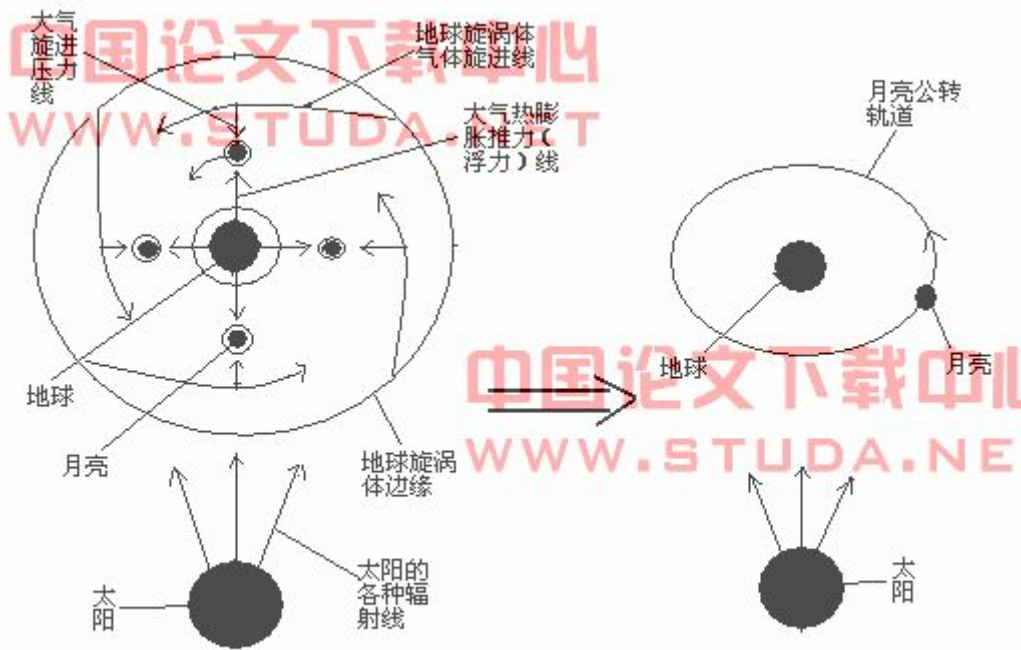 大气
旋进
压力
线
地球旋涡体
气体旋进线
大气热膨
胀推力(
浮力)线
地球
月亮
地球旋涡
体边缘
太阳的
各种辐
射线
太
阳
月亮公转
轨道
地球
月亮
太
阳
中国论文下载中心
WWW.STUDA.NET
中国论文下载中心
WWW.STUDA.NE